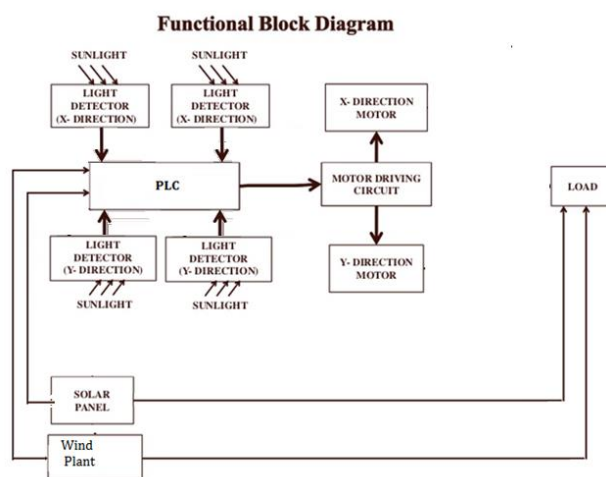 Functional Block Diagram
SUNLIGHT
SUNLIGHT
LIGHT
DETECTOR
(X- DIRECTION)
LIGHT
DETECTOR
(X- DIRECTION)
X- DIRECTION
MOTOR
PLC
MOTOR DRIVING
CIRCUIT
LOAD
LIGHT
DETECTOR
(Y- DIRECTION)
LIGHT
DETECTOR
(Y- DIRECTION)
Y- DIRECTION
MOTOR
SUNLIGHT
SUNLIGHT
SOLAR
PANEL
Wind
Plant